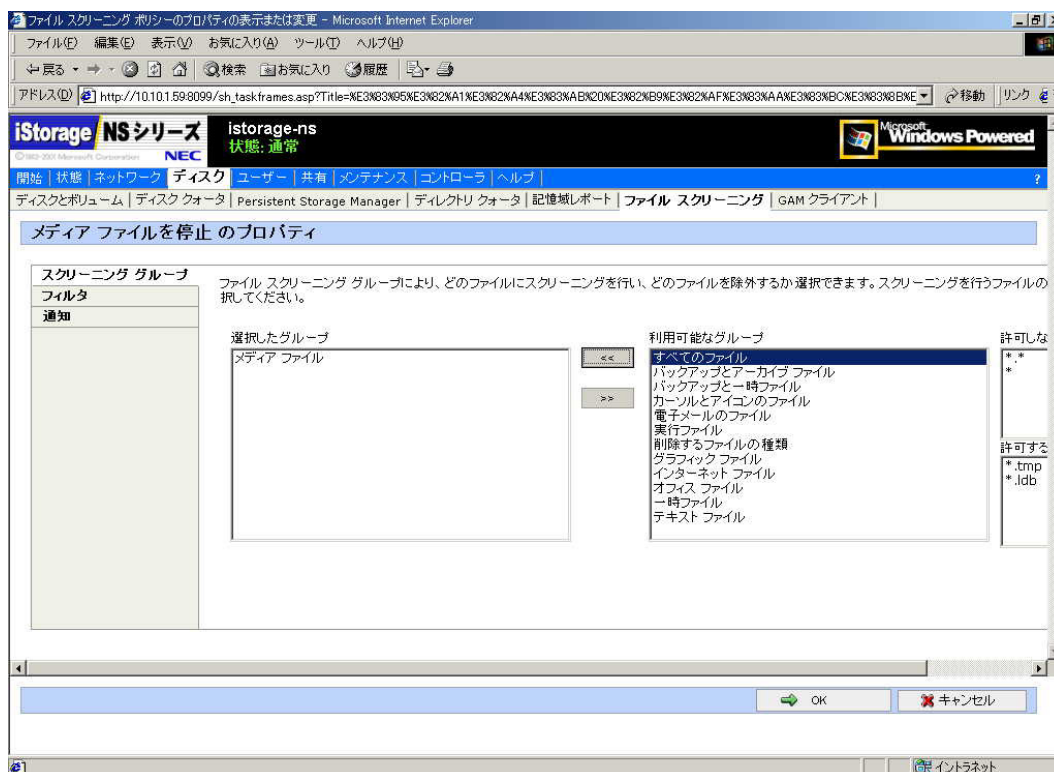 ファイル スクリーニング ポリシーのプロパティの表示または変更 - Microsoft Internet Explorer
ファイル(F) 編集(E) 表示(V) お気に入り(A) ツール(T) ヘルプ(H)
戻る 検索 お気に入り 履歴
アドレス(D) http://10.10.1.59:8099/sh_taskframes.asp?Title=%E3%83%95%E3%82%A1%E3%82%A4%E3%83%AB%20%E3%82%B9%E3%82%AF%E3%83%AA%E3%83%BC%E3%83%8B%E 移動 リンク
iStorage NSシリーズ
NEC
istorage-ns
状態: 通常
Microsoft Windows Powered
開始 | 状態 | ネットワーク | ディスク | ユーザー | 共有 | メンテナンス | コントローラ | ヘルプ | ?
ディスクとボリューム | ディスク クォータ | Persistent Storage Manager | ディレクトリ クォータ | 記憶域レポート | ファイル スクリーニング | GAM クライアント |
メディア ファイルを停止 のプロパティ
スクリーニング グループ
フィルタ
通知
ファイル スクリーニング グループにより、どのファイルにスクリーニングを行い、どのファイルを除外するか選択できます。スクリーニングを行うファイルの
択してください。
選択したグループ
メディア ファイル
<<
>>
利用可能なグループ
すべてのファイル
バックアップとアーカイブ ファイル
バックアップと一時ファイル
カーソルとアイコンのファイル
電子メールのファイル
実行ファイル
削除するファイルの種類
グラフィック ファイル
インターネット ファイル
オフィス ファイル
一時ファイル
テキスト ファイル
許可しな
*.*
*
許可する
*.tmp
*.ldb
OK
キャンセル
イントラネット